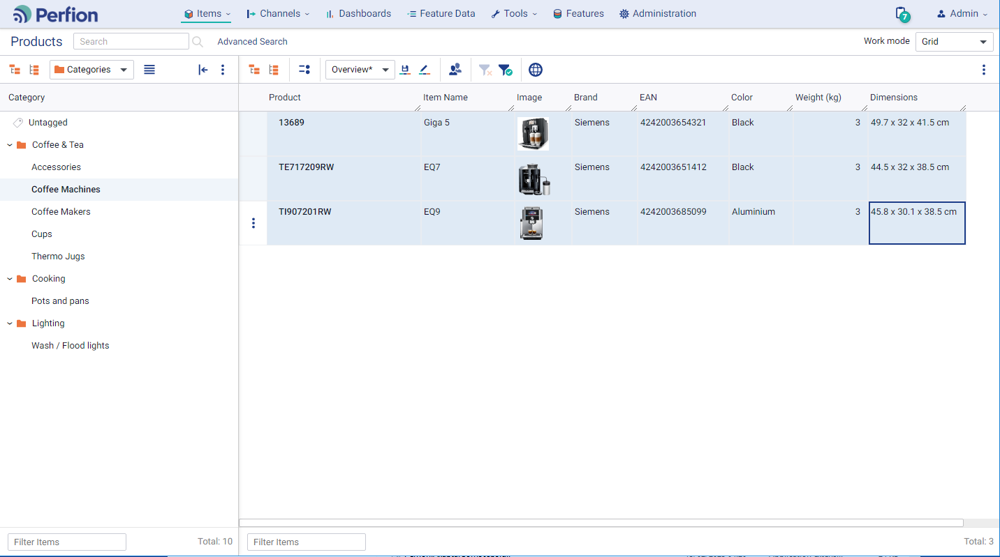 Perfion
Items Channels Dashboards Feature Data Tools Features Administration 7 Admin
Products Search Advanced Search Work mode Grid
Categories Overview*
Category Product Item Name Image Brand EAN Color Weight (kg) Dimensions
Untagged 13689 Giga 5 Siemens 4242003654321 Black 3 49.7 x 32 x 41.5 cm
Coffee & Tea
Accessories TE717209RW EQ7 Siemens 4242003651412 Black 3 44.5 x 32 x 38.5 cm
Coffee Machines
Coffee Makers TI907201RW EQ9 Siemens 4242003685099 Aluminium 3 45.8 x 30.1 x 38.5 cm
Cups
Thermo Jugs
Cooking
Pots and pans
Lighting
Wash / Flood lights
Filter Items Total: 10 Filter Items Total: 3